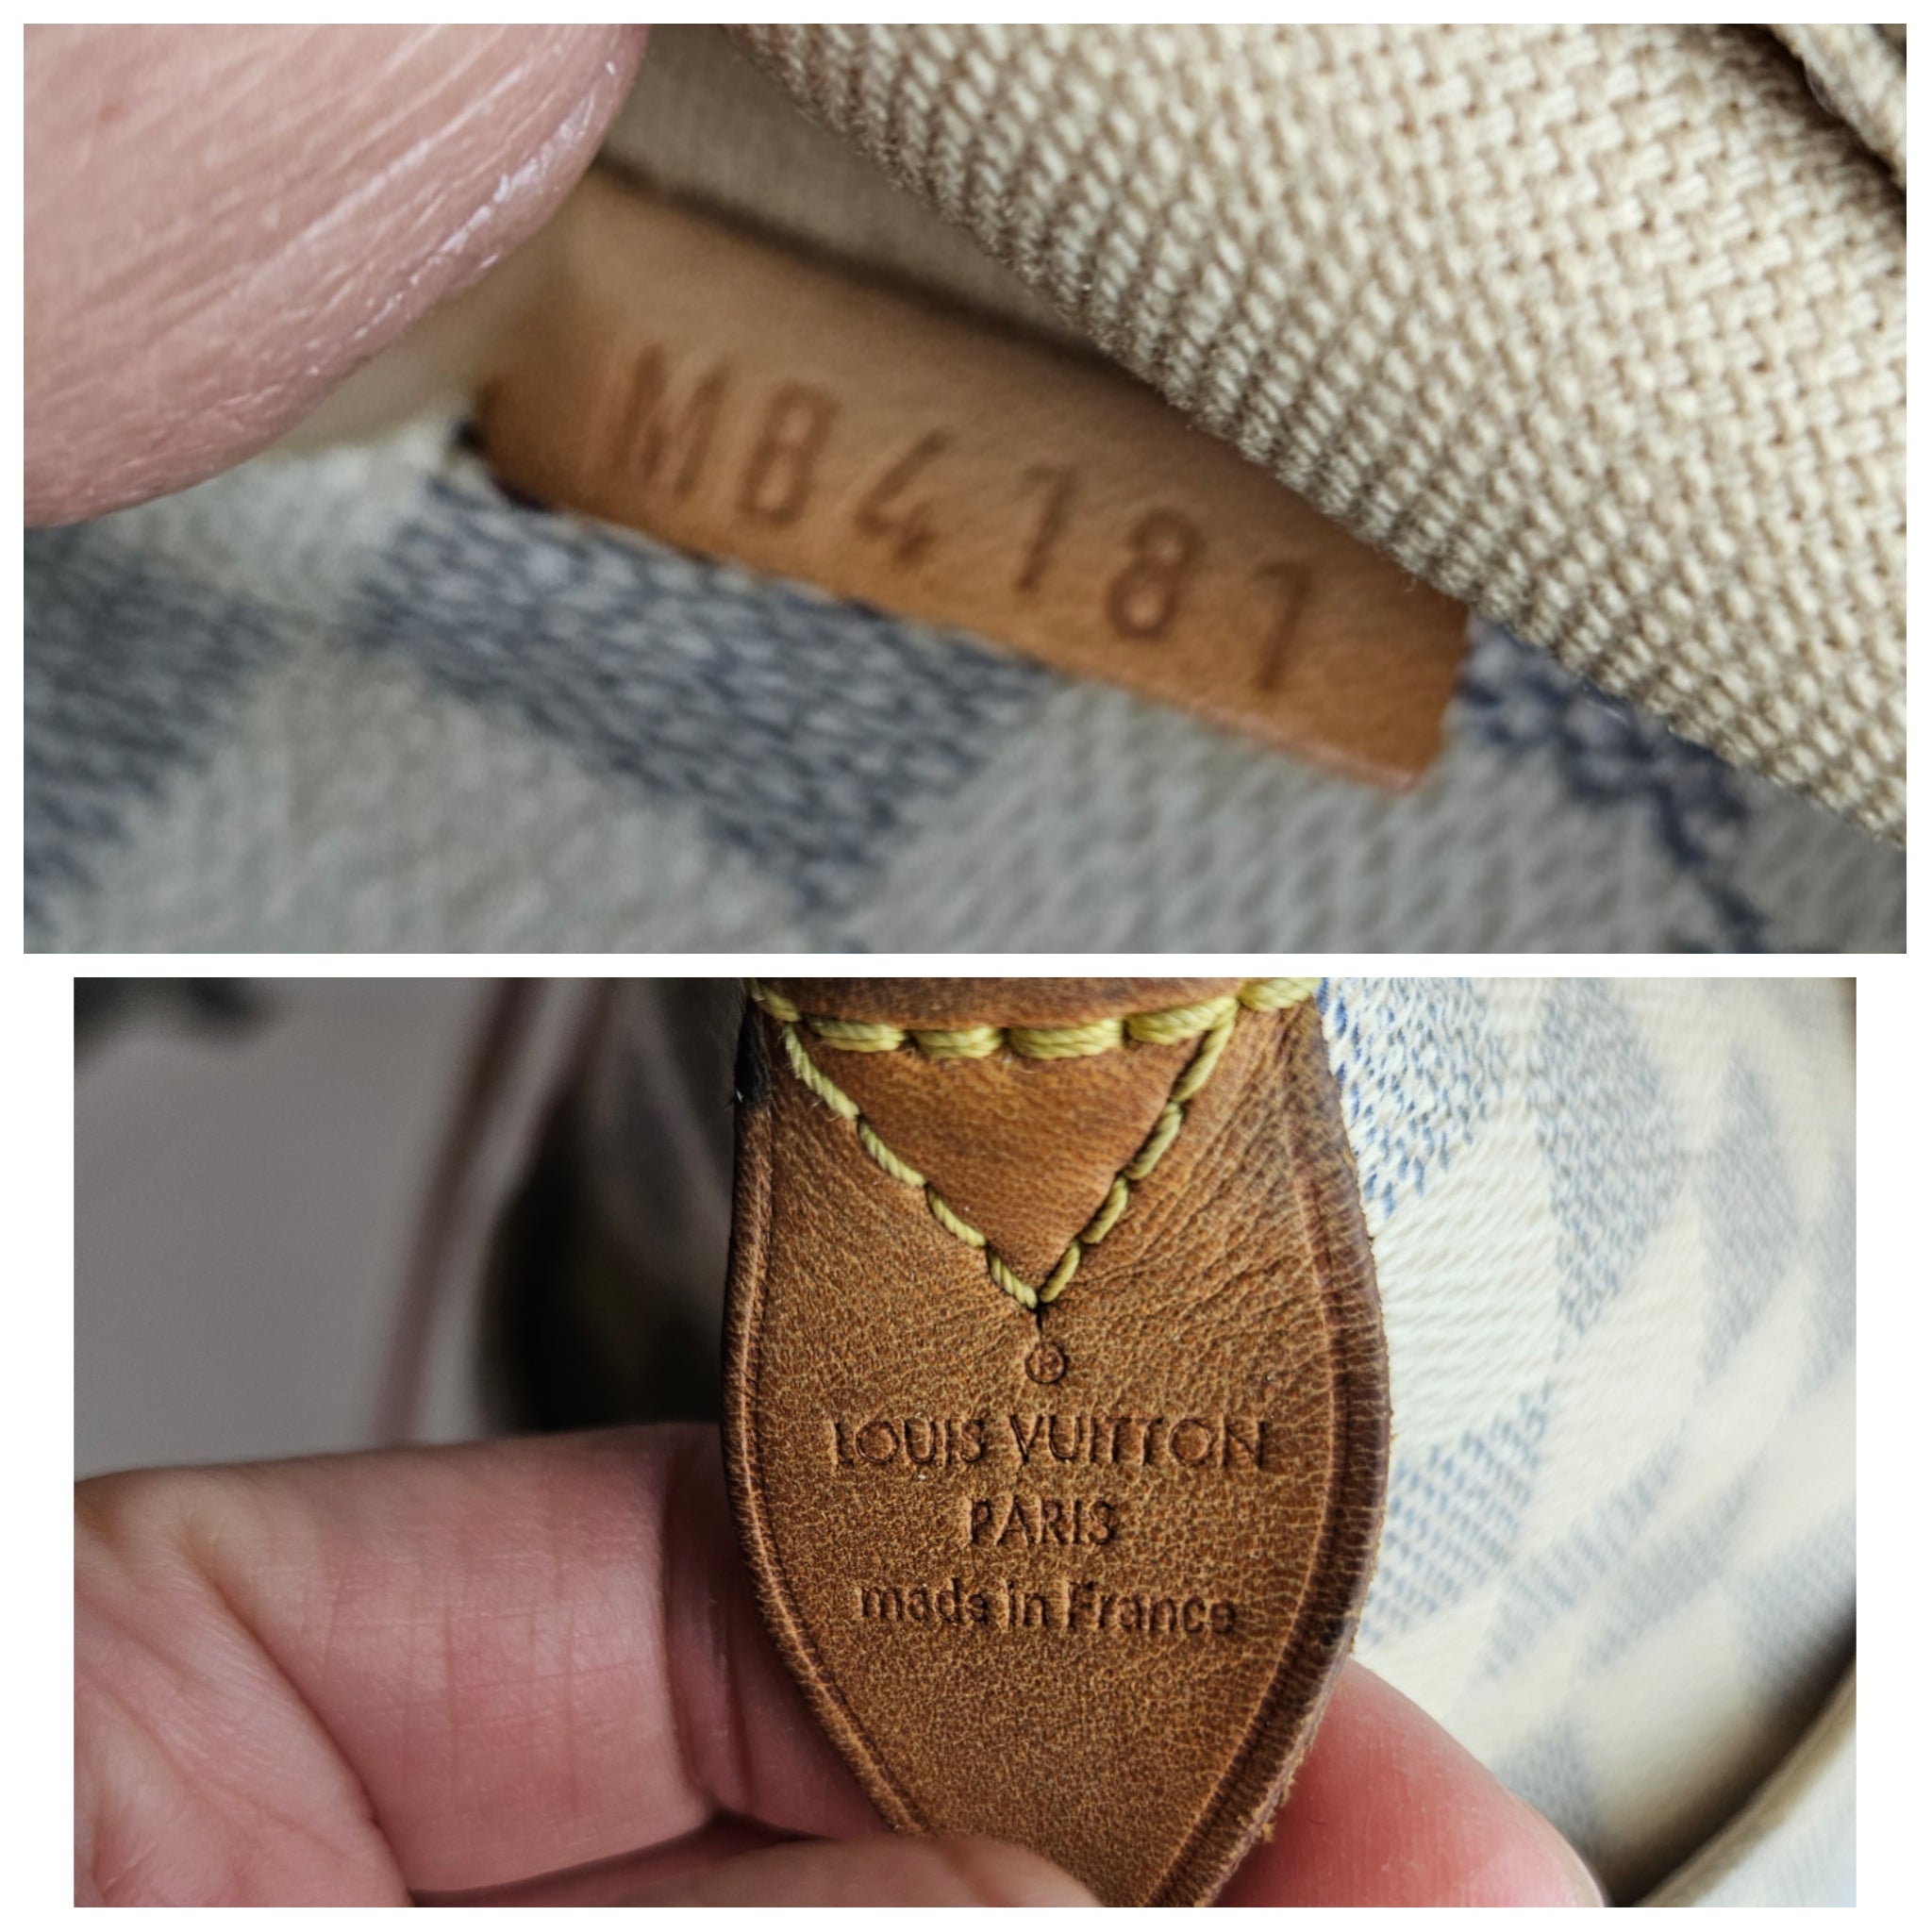 MB4181
®
LOUIS VUITTON
PARIS
made in France